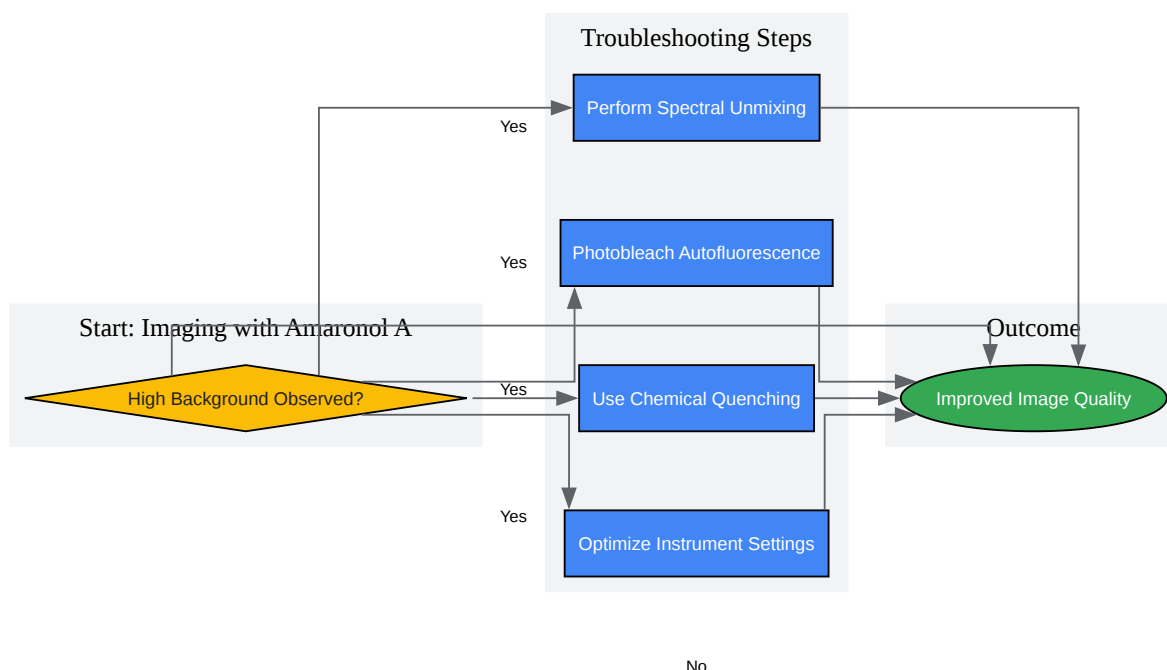 Troubleshooting Steps
Perform Spectral Unmixing
Yes
Photobleach Autofluorescence
Yes
Start: Imaging with Amaronol A
Outcome
High Background Observed?
Yes
Use Chemical Quenching
Improved Image Quality
Yes
Optimize Instrument Settings
No